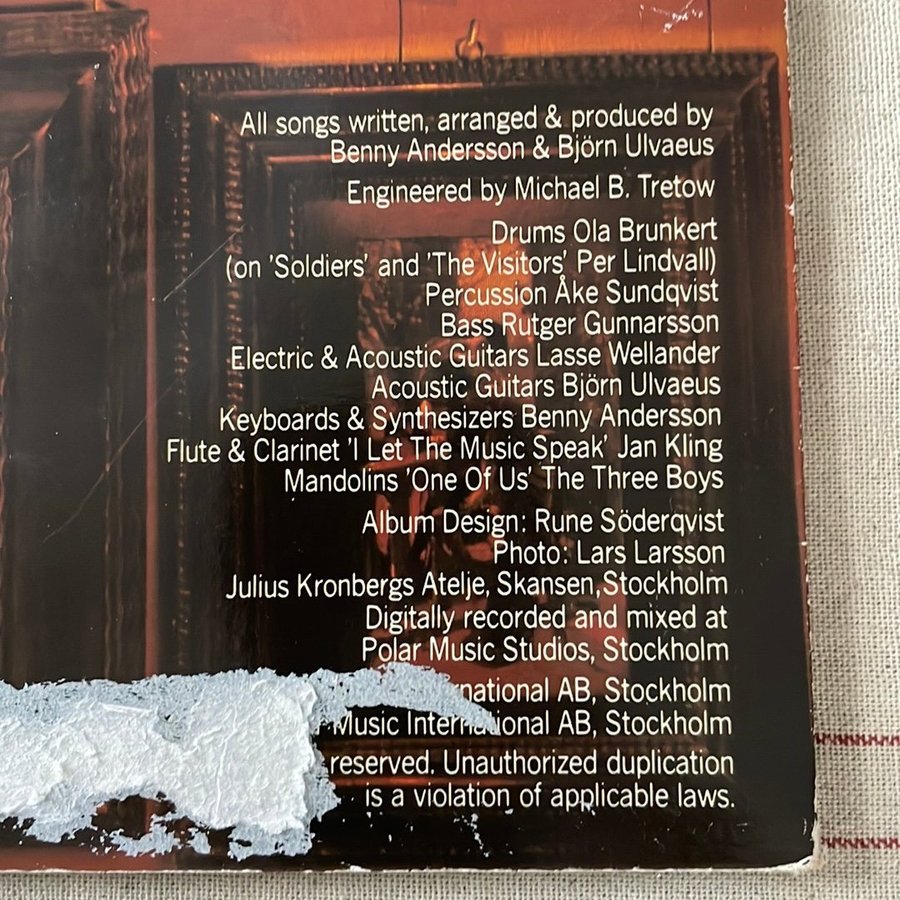 All songs written, arranged & produced by
Benny Andersson & Björn Ulvaeus
Engineered by Michael B. Tretow
Drums Ola Brunkert
(on 'Soldiers' and 'The Visitors' Per Lindvall)
Percussion Åke Sundqvist
Bass Rutger Gunnarsson
Electric & Acoustic Guitars Lasse Wellander
Acoustic Guitars Björn Ulvaeus
Keyboards & Synthesizers Benny Andersson
Flute & Clarinet 'I Let The Music Speak' Jan Kling
Mandolins 'One Of Us' The Three Boys
Album Design: Rune Söderqvist
Photo: Lars Larsson
Julius Kronbergs Atelje, Skansen, Stockholm
Digitally recorded and mixed at
Polar Music Studios, Stockholm
AB, Stockholm
Music International AB, Stockholm
reserved. Unauthorized duplication
is a violation of applicable laws.